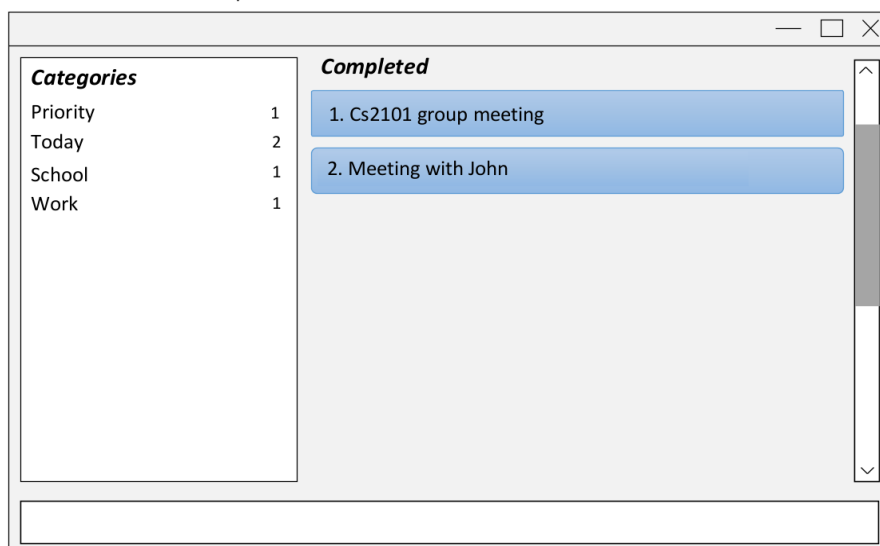 Categories
Priority 1
Today 2
School 1
Work 1
Completed
1. Cs2101 group meeting
2. Meeting with John